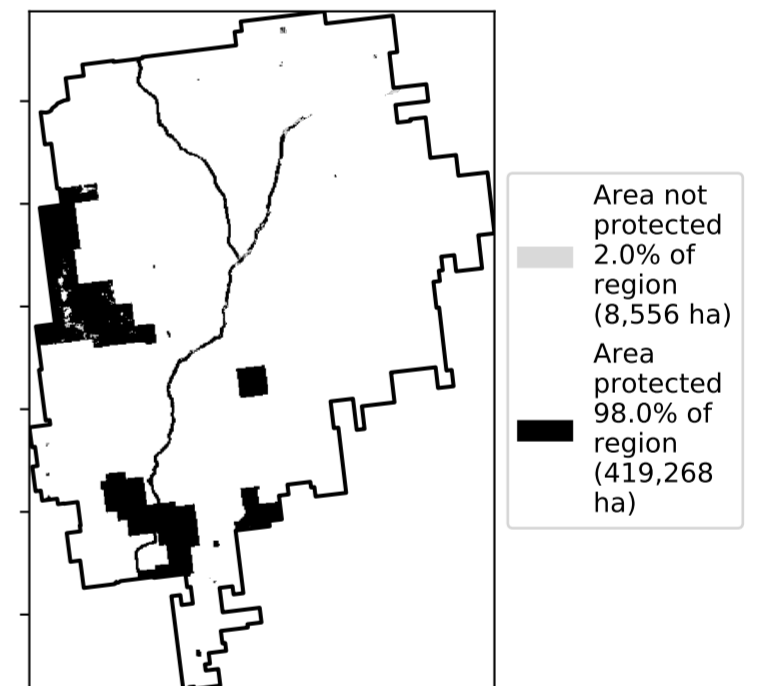 Area not
protected
2.0% of
region
(8,556 ha)
Area
protected
98.0% of
region
(419,268
ha)